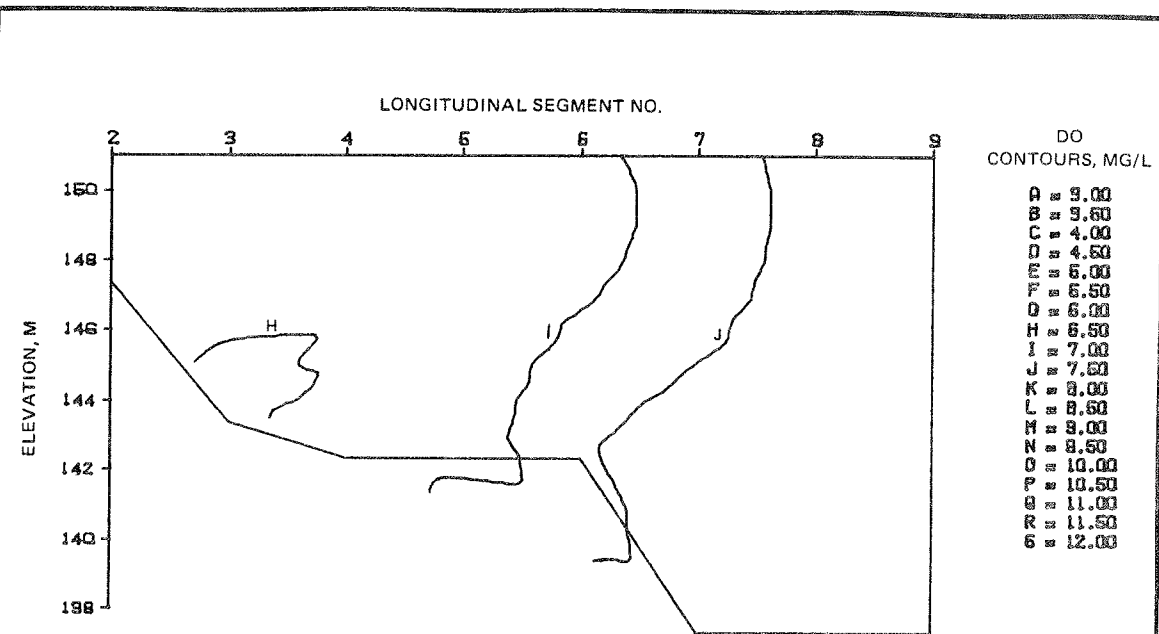 LONGITUDINAL SEGMENT NO.
2 3 4 5 6 7 8 9
DO
CONTOURS, MG/L
A = 3.00
B = 3.50
C = 4.00
D = 4.50
E = 5.00
F = 5.50
G = 6.00
H = 6.50
I = 7.00
J = 7.50
K = 8.00
L = 8.50
M = 9.00
N = 9.50
O = 10.00
P = 10.50
Q = 11.00
R = 11.50
S = 12.00
ELEVATION, M
150
148
146
144
142
140
138
H
I
J